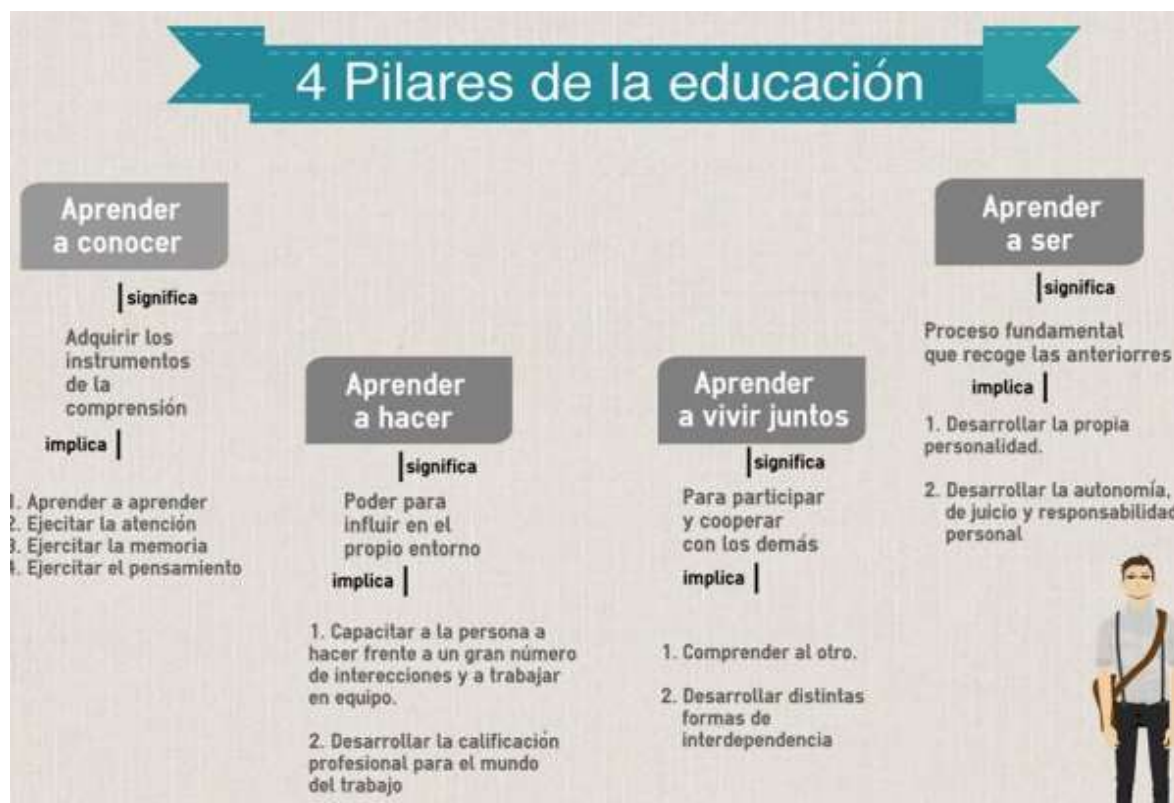 4 Pilares de la educación
Aprender
a conocer
significa
Adquirir los
instrumentos
de la
comprensión
implica
1. Aprender a aprender
2. Ejecitar la atención
3. Ejercitar la memoria
4. Ejercitar el pensamiento
Aprender
a hacer
significa
Poder para
influir en el
propio entorno
implica
1. Capacitar a la persona a
hacer frente a un gran número
de interecciones y a trabajar
en equipo.
2. Desarrollar la calificación
profesional para el mundo
del trabajo
Aprender
a vivir juntos
significa
Para participar
y cooperar
con los demás
implica
1. Comprender al otro.
2. Desarrollar distintas
formas de
interdependencia
Aprender
a ser
significa
Proceso fundamental
que recoge las anteriorres
implica
1. Desarrollar la propia
personalidad.
2. Desarrollar la autonomía,
de juicio y responsabilidad
personal